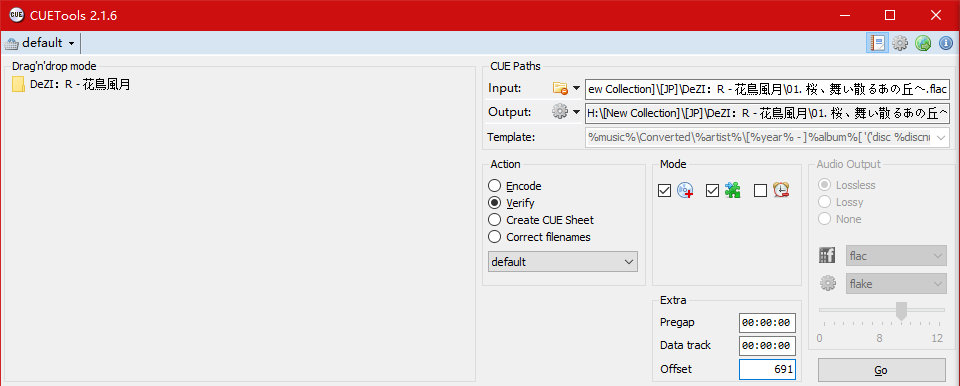 CUE CUETools 2.1.6
default
Drag'n'drop mode
DeZI：R - 花鳥風月
CUE Paths
Input: ew Collection]\[JP]\DeZI：R - 花鳥風月\01. 桜、舞い散るあの丘へ.flac
Output: H:\[New Collection]\[JP]\DeZI：R - 花鳥風月\01. 桜、舞い散るあの丘へ
Template: %music%\Converted\%artist%\[%year% - ]%album%[ '('disc %discnu
Action
Encode
Verify
Create CUE Sheet
Correct filenames
default
Mode
Extra
Pregap 00:00:00
Data track 00:00:00
Offset 691
Audio Output
Lossless
Lossy
None
flac
flake
0 8 12
Go